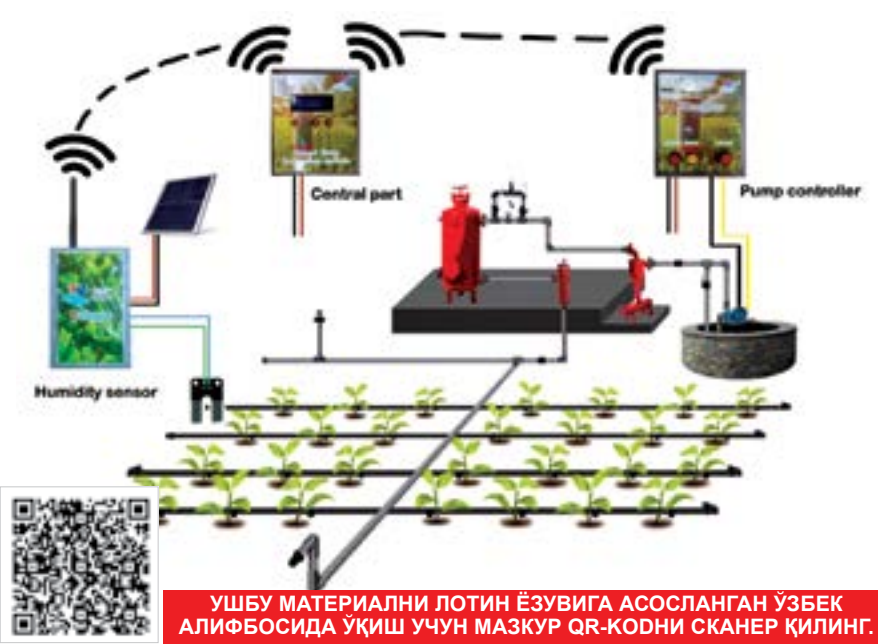 Central part
Pump controller
Humidity sensor
УШБУ МАТЕРИАЛНИ ЛОТИН ЁЗУВИГА АСОСЛАНГАН ЎЗБЕК
АЛИФБОСИДА ЎҚИШ УЧУН МАЗКУР QR-KODНИ СКАНЕР ҚИЛИНГ.